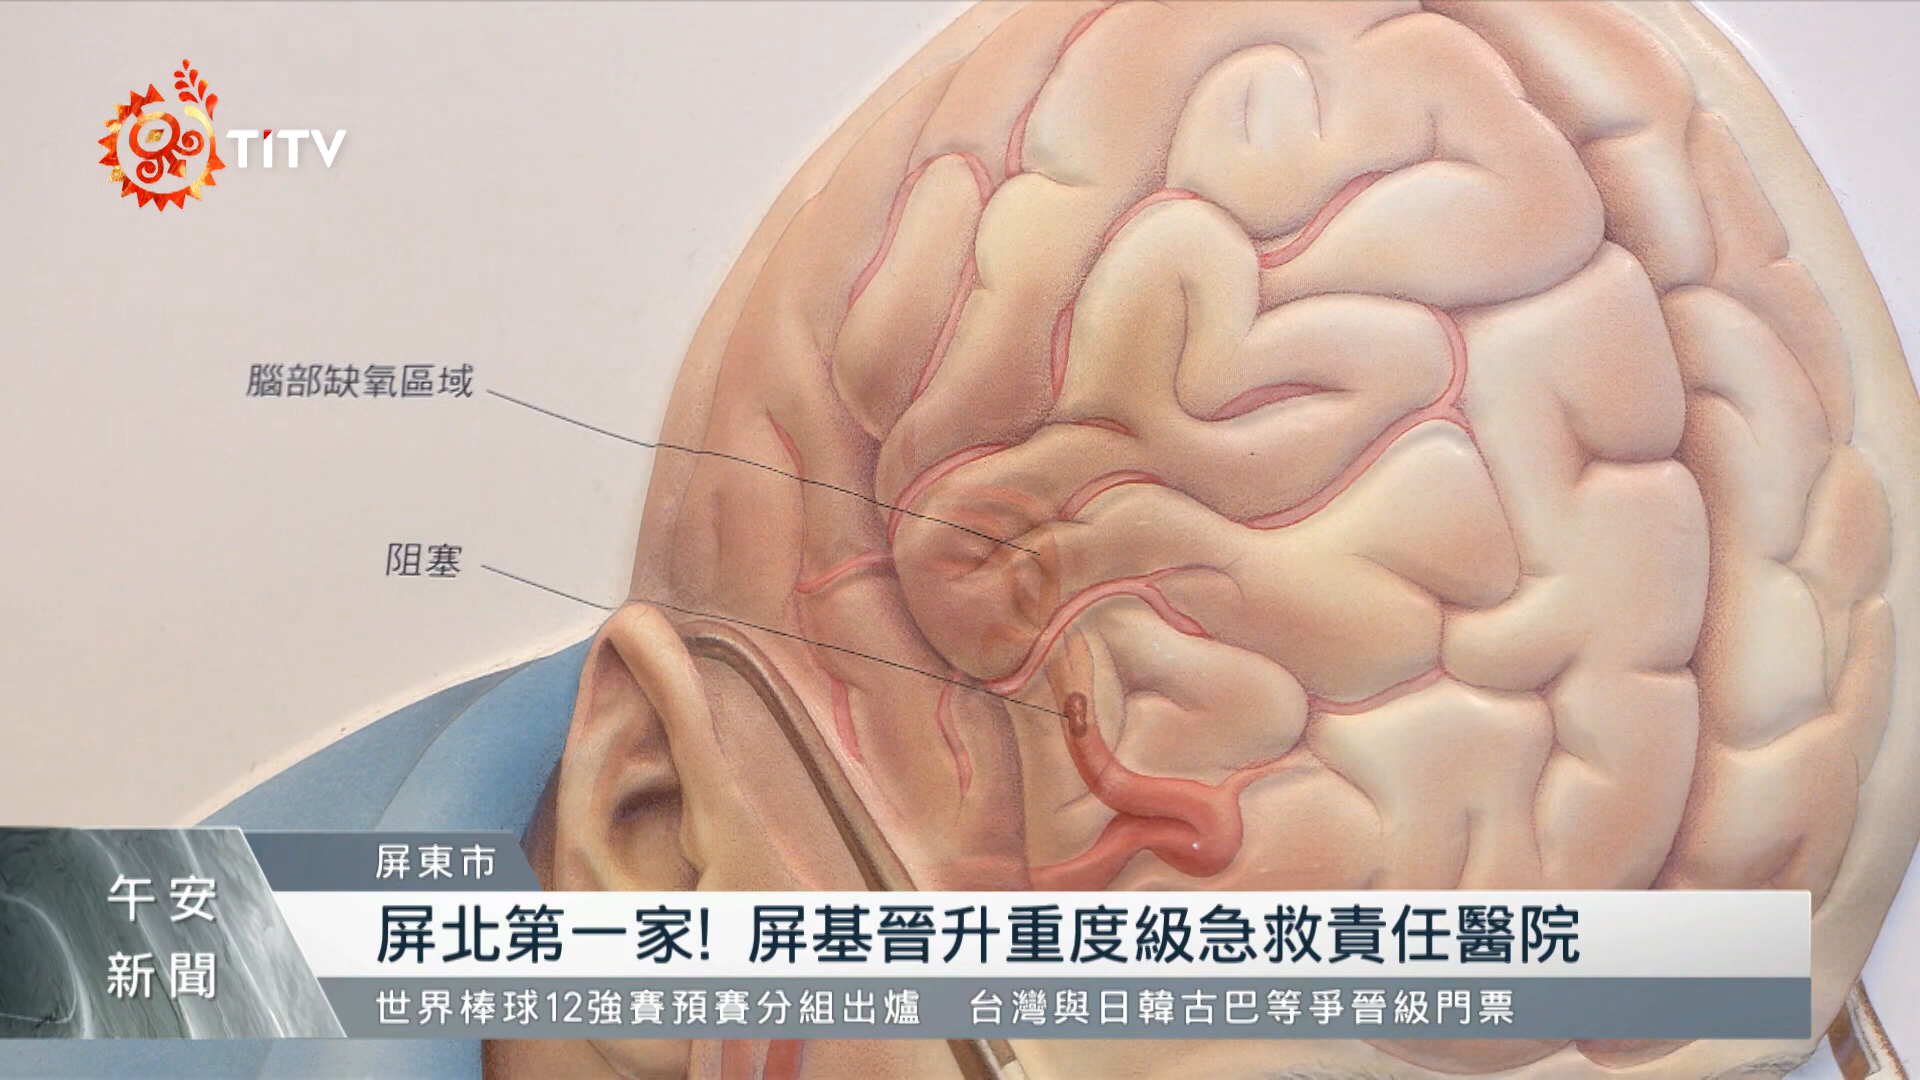 TITV
腦部缺氧區域
阻塞
屏東市
午安
新聞
屏北第一家! 屏基晉升重度級急救責任醫院
世界棒球12強賽預賽分組出爐 台灣與日韓古巴等爭晉級門票